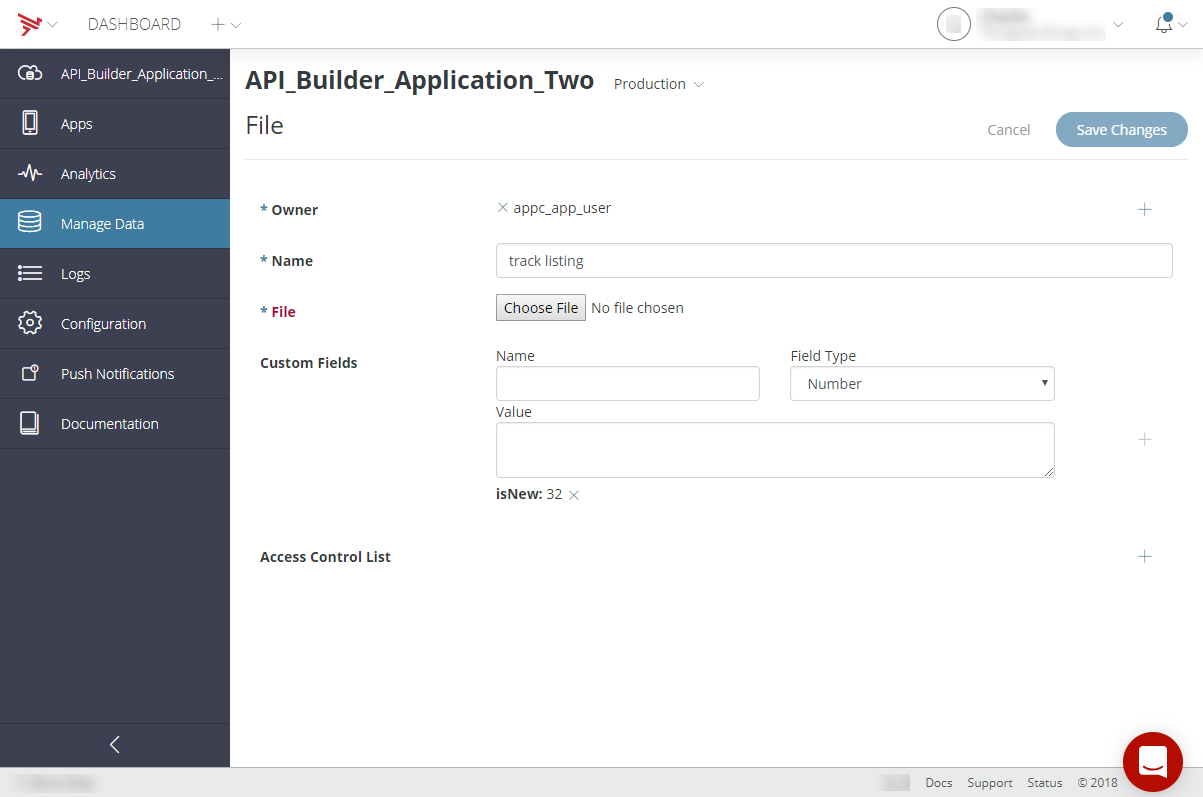 DASHBOARD
API_Builder_Application_...
Apps
Analytics
Manage Data
Logs
Configuration
Push Notifications
Documentation
API_Builder_Application_Two Production
File
Cancel Save Changes
* Owner appc_app_user
* Name track listing
* File Choose File No file chosen
Custom Fields Name Field Type
Number
Value
isNew: 32
Access Control List
Docs Support Status © 2018